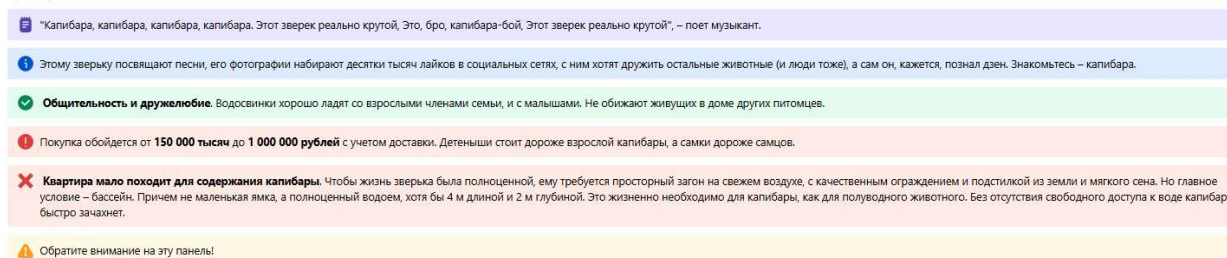 "Капибара, капибара, капибара, капибара. Этот зверек реально крутой, Это, бро, капибара-бой, Этот зверек реально крутой", – поет музыкант.
Этому зверьку посвящают песни, его фотографии набирают десятки тысяч лайков в социальных сетях, с ним хотят дружить остальные животные (и люди тоже), а сам он, кажется, познал дзен. Знакомьтесь – капибара.
Общительность и дружелюбие. Водосвинки хорошо ладят со взрослыми членами семьи, и с малышами. Не обижают живущих в доме других питомцев.
Покупка обойдется от 150 000 тысяч до 1 000 000 рублей с учетом доставки. Детеныши стоит дороже взрослой капибары, а самки дороже самцов.
Квартира мало походит для содержания капибары. Чтобы жизнь зверька была полноценной, ему требуется просторный загон на свежем воздухе, с качественным ограждением и подстилкой из земли и мягкого сена. Но главное
условие – бассейн. Причем не маленькая ямка, а полноценный водоем, хотя бы 4 м длиной и 2 м глубиной. Это жизненно необходимо для капибары, как для полуводного животного. Без отсутствия свободного доступа к воде капибар
быстро зачахнет.
Обратите внимание на эту панель!